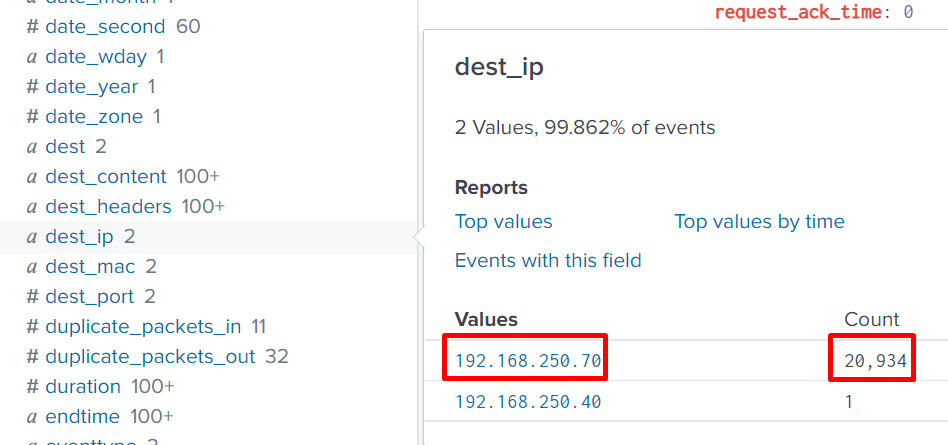 date_month 1
# date_second 60
a date_wday 1
# date_year 1
# date_zone 1
a dest 2
a dest_content 100+
a dest_headers 100+
a dest_ip 2
a dest_mac 2
# dest_port 2
# duplicate_packets_in 11
# duplicate_packets_out 32
# duration 100+
a endtime 100+
request_ack_time: 0
dest_ip
2 Values, 99.862% of events
Reports
Top values Top values by time
Events with this field
Values Count
192.168.250.70 20,934
192.168.250.40 1